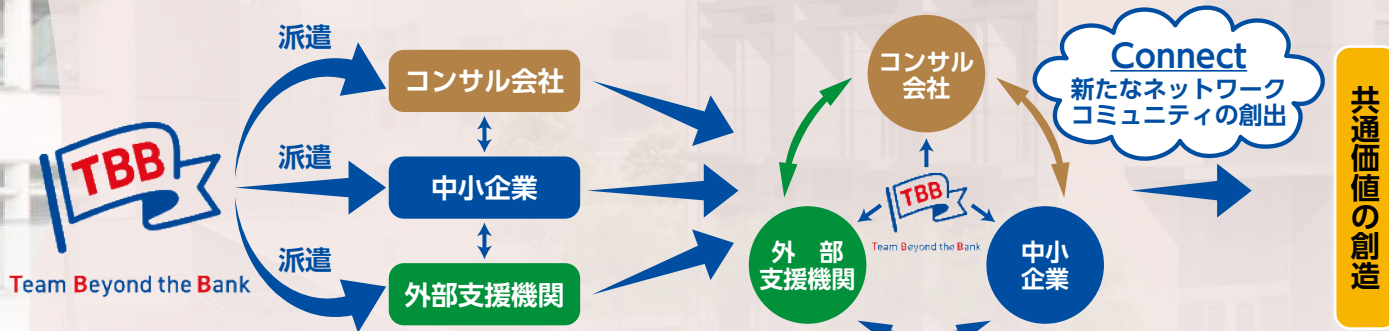 派遣
コンサル会社
派遣
中小企業
派遣
外部支援機関
TBB
Team Beyond the Bank
コンサル
会社
TBB
Team Beyond the Bank
外　部
支援機関
中小
企業
Connect
新たなネットワーク
コミュニティの創出
共通価値の創造